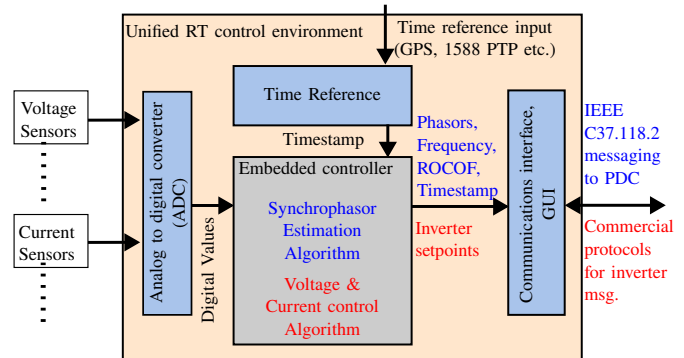 Unified RT control environment
Time reference input
(GPS, 1588 PTP etc.)
Voltage
Sensors
Current
Sensors
Analog to digital converter
(ADC)
Digital Values
Time Reference
Timestamp
Embedded controller
Synchrophasor
Estimation
Algorithm
Voltage &
Current control
Algorithm
Phasors,
Frequency,
ROCOF,
Timestamp
Inverter
setpoints
Communications interface,
GUI
IEEE
C37.118.2
messaging
to PDC
Commercial
protocols
for inverter
msg.